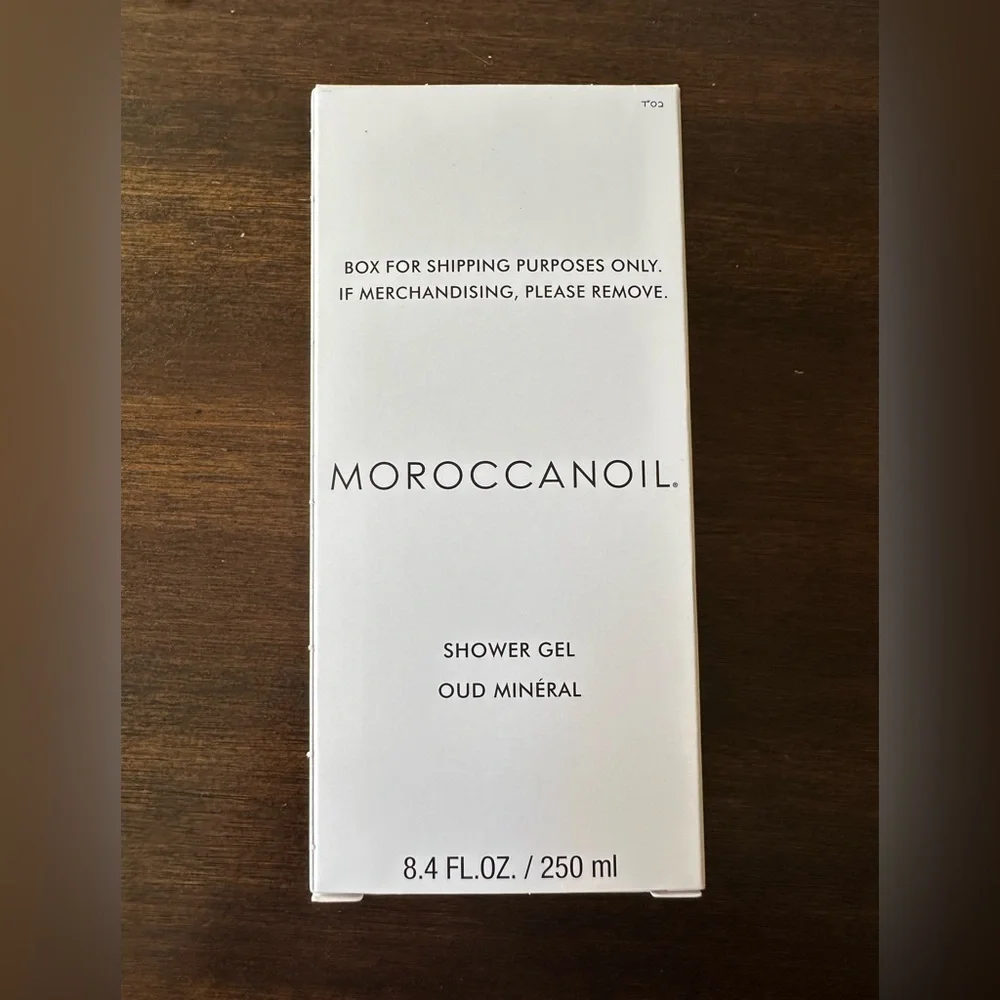 BOX FOR SHIPPING PURPOSES ONLY.
IF MERCHANDISING, PLEASE REMOVE.
MOROCCANOIL®
SHOWER GEL
OUD MINÉRAL
8.4 FL.OZ. / 250 ml